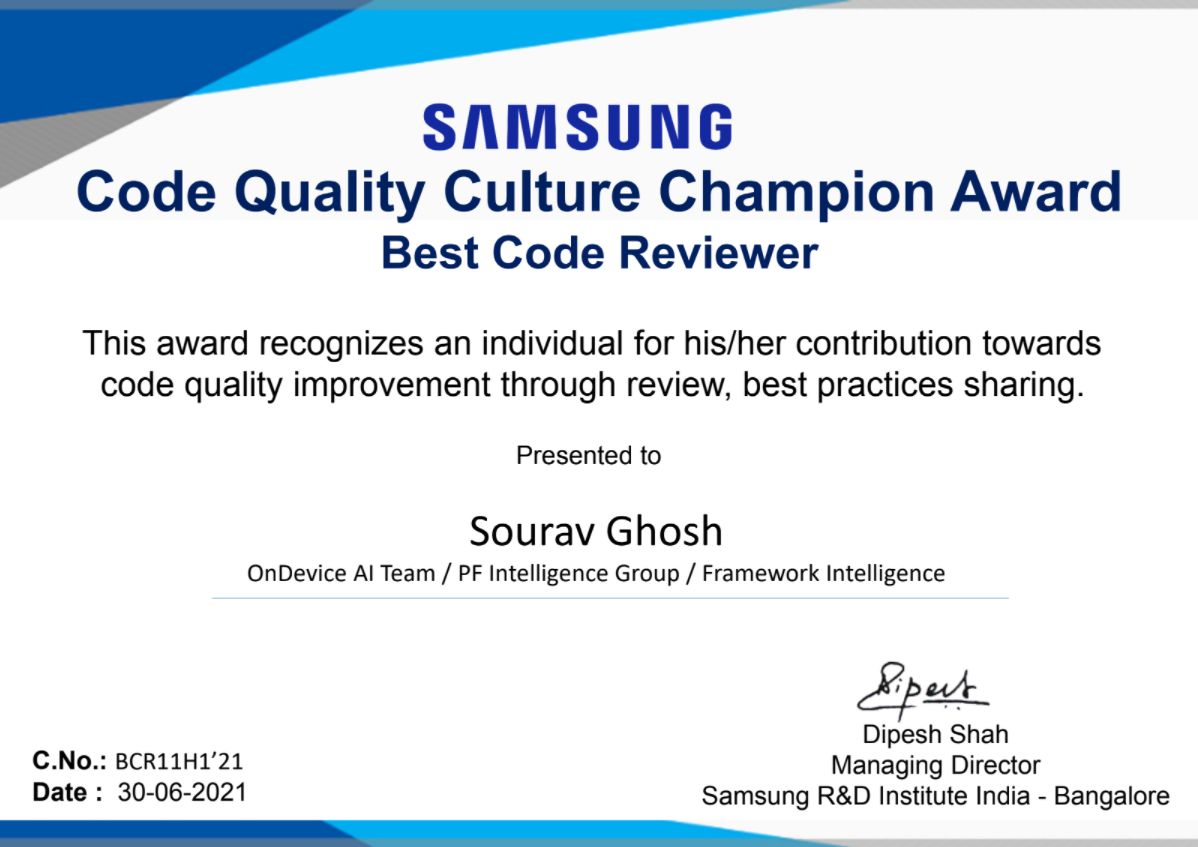 SAMSUNG
Code Quality Culture Champion Award
Best Code Reviewer
This award recognizes an individual for his/her contribution towards
code quality improvement through review, best practices sharing.
Presented to
Sourav Ghosh
OnDevice AI Team / PF Intelligence Group / Framework Intelligence
Dipesh
Dipesh Shah
Managing Director
Samsung R&D Institute India - Bangalore
C.No.: BCR11H1’21
Date : 30-06-2021